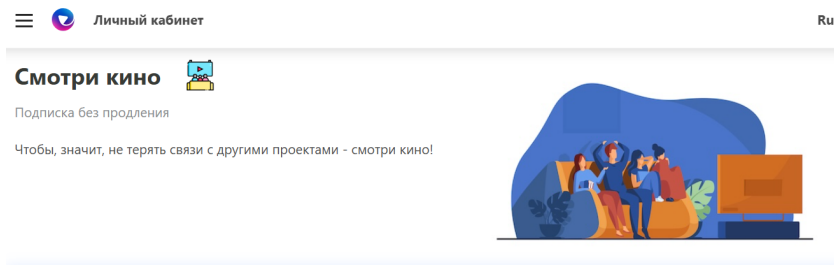 Личный кабинет
Ru
Смотри кино
Подписка без продления
Чтобы, значит, не терять связи с другими проектами - смотри кино!